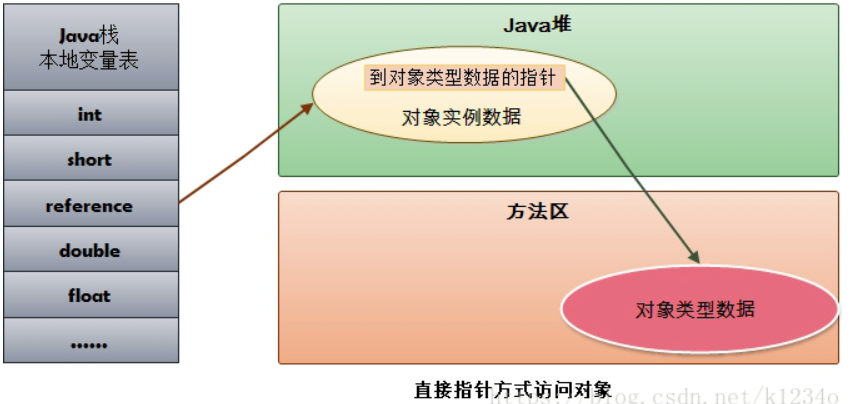 Java栈
本地变量表
int
short
reference
double
float
......
Java堆
到对象类型数据的指针
对象实例数据
方法区
对象类型数据
直接指针方式访问对象
https://blog.csdn.net/k1234o